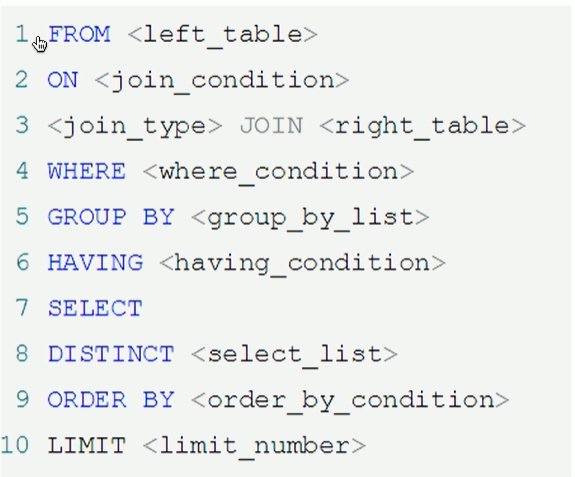 1 FROM <left_table>
2 ON <join_condition>
3 <join_type> JOIN <right_table>
4 WHERE <where_condition>
5 GROUP BY <group_by_list>
6 HAVING <having_condition>
7 SELECT
8 DISTINCT <select_list>
9 ORDER BY <order_by_condition>
10 LIMIT <limit_number>